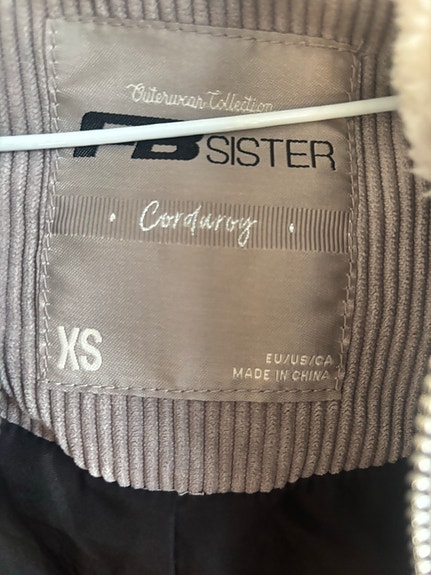 Outerwear Collection
FB SISTER
Corduroy
XS
EU/US/CA
MADE IN CHINA